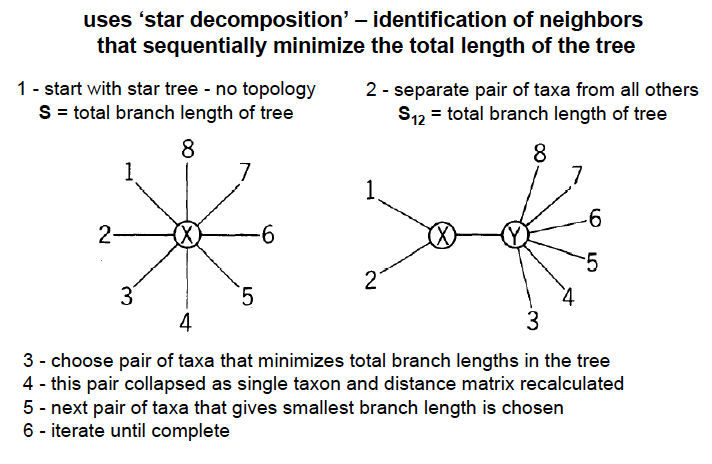 uses ‘star decomposition’ – identification of neighbors
that sequentially minimize the total length of the tree
1 - start with star tree - no topology
S = total branch length of tree
2 - separate pair of taxa from all others
S12 = total branch length of tree
8
1
7
2
X
6
3
5
4
8
7
1
6
X
Y
5
2
4
3
3 - choose pair of taxa that minimizes total branch lengths in the tree
4 - this pair collapsed as single taxon and distance matrix recalculated
5 - next pair of taxa that gives smallest branch length is chosen
6 - iterate until complete